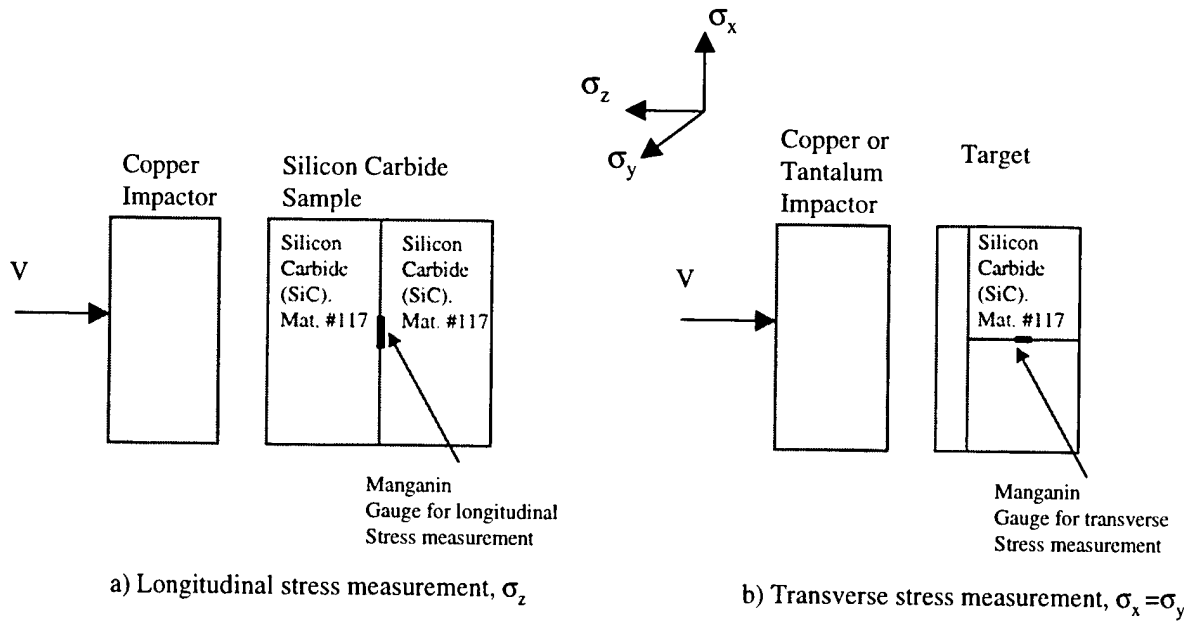 σx
σz
σy
Copper
Impactor
Silicon Carbide
Sample
Silicon
Carbide
(SiC).
Mat. #117
Silicon
Carbide
(SiC).
Mat. #117
V
Manganin
Gauge for longitudinal
Stress measurement
a) Longitudinal stress measurement, σz
Copper or
Tantalum
Impactor
Target
Silicon
Carbide
(SiC).
Mat. #117
V
Manganin
Gauge for transverse
Stress measurement
b) Transverse stress measurement, σx =σy